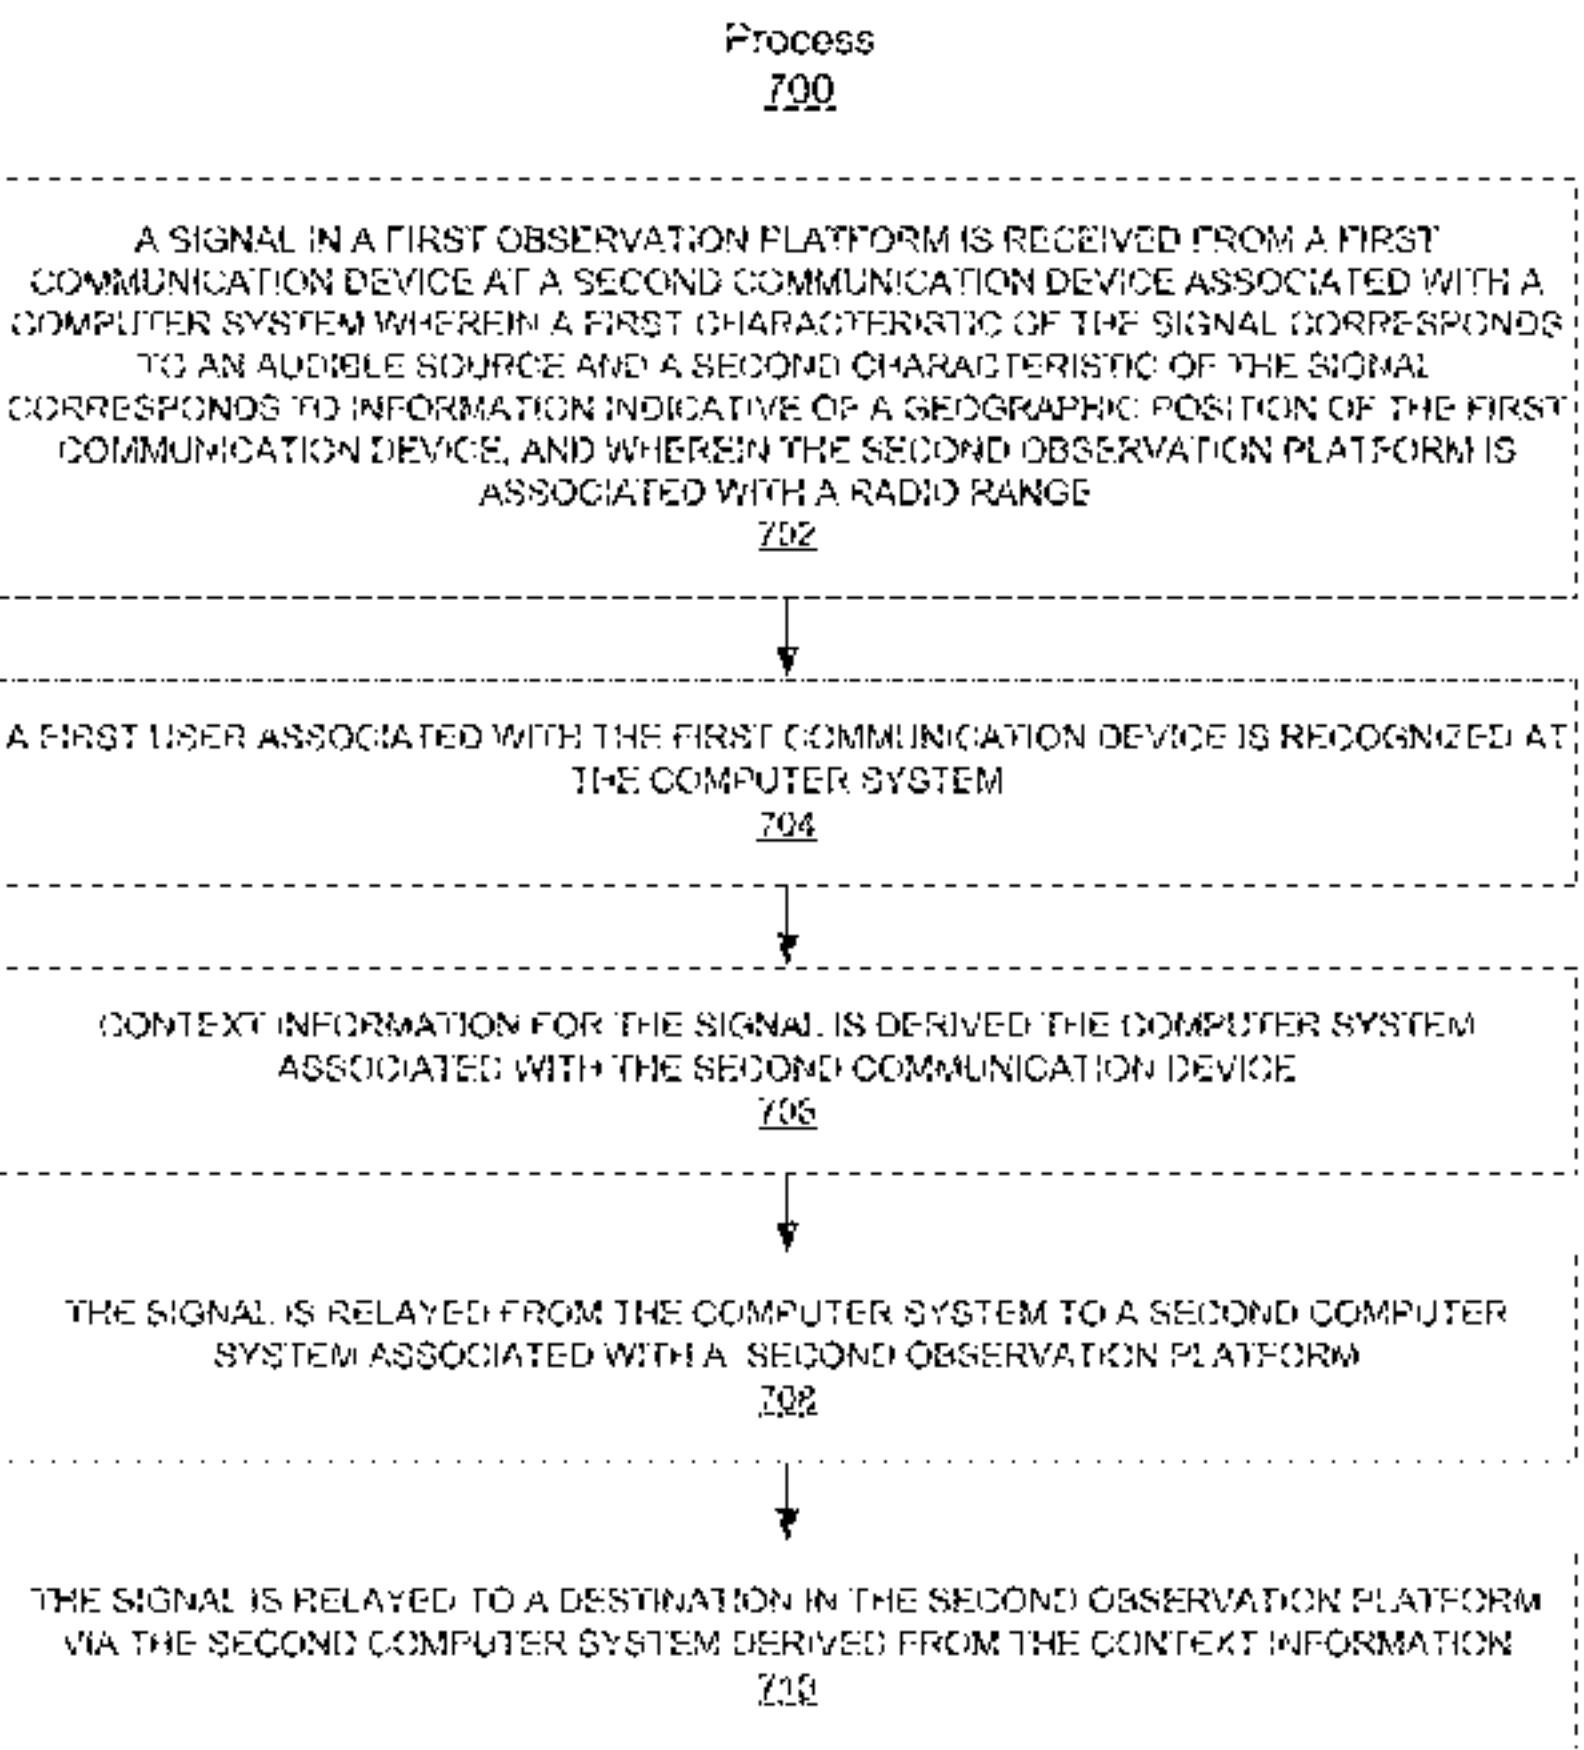 Process
700
A SIGNAL IN A FIRST OBSERVATION PLATFORM IS RECEIVED FROM A FIRST
COMMUNICATION DEVICE AT A SECOND COMMUNICATION DEVICE ASSOCIATED WITH A
COMPUTER SYSTEM WHEREIN A FIRST CHARACTERISTIC OF THE SIGNAL CORRESPONDS
TO AN AUDIBLE SOURCE AND A SECOND CHARACTERISTIC OF THE SIGNAL
CORRESPONDS TO INFORMATION INDICATIVE OF A GEOGRAPHIC POSITION OF THE FIRST
COMMUNICATION DEVICE, AND WHEREIN THE SECOND OBSERVATION PLATFORM IS
ASSOCIATED WITH A RADIO RANGE
702
A FIRST USER ASSOCIATED WITH THE FIRST COMMUNICATION DEVICE IS RECOGNIZED AT
THE COMPUTER SYSTEM
704
CONTEXT INFORMATION FOR THE SIGNAL IS DERIVED THE COMPUTER SYSTEM
ASSOCIATED WITH THE SECOND COMMUNICATION DEVICE
706
THE SIGNAL IS RELAYED FROM THE COMPUTER SYSTEM TO A SECOND COMPUTER
SYSTEM ASSOCIATED WITH A SECOND OBSERVATION PLATFORM
708
THE SIGNAL IS RELAYED TO A DESTINATION IN THE SECOND OBSERVATION PLATFORM
VIA THE SECOND COMPUTER SYSTEM DERIVED FROM THE CONTEXT INFORMATION
710